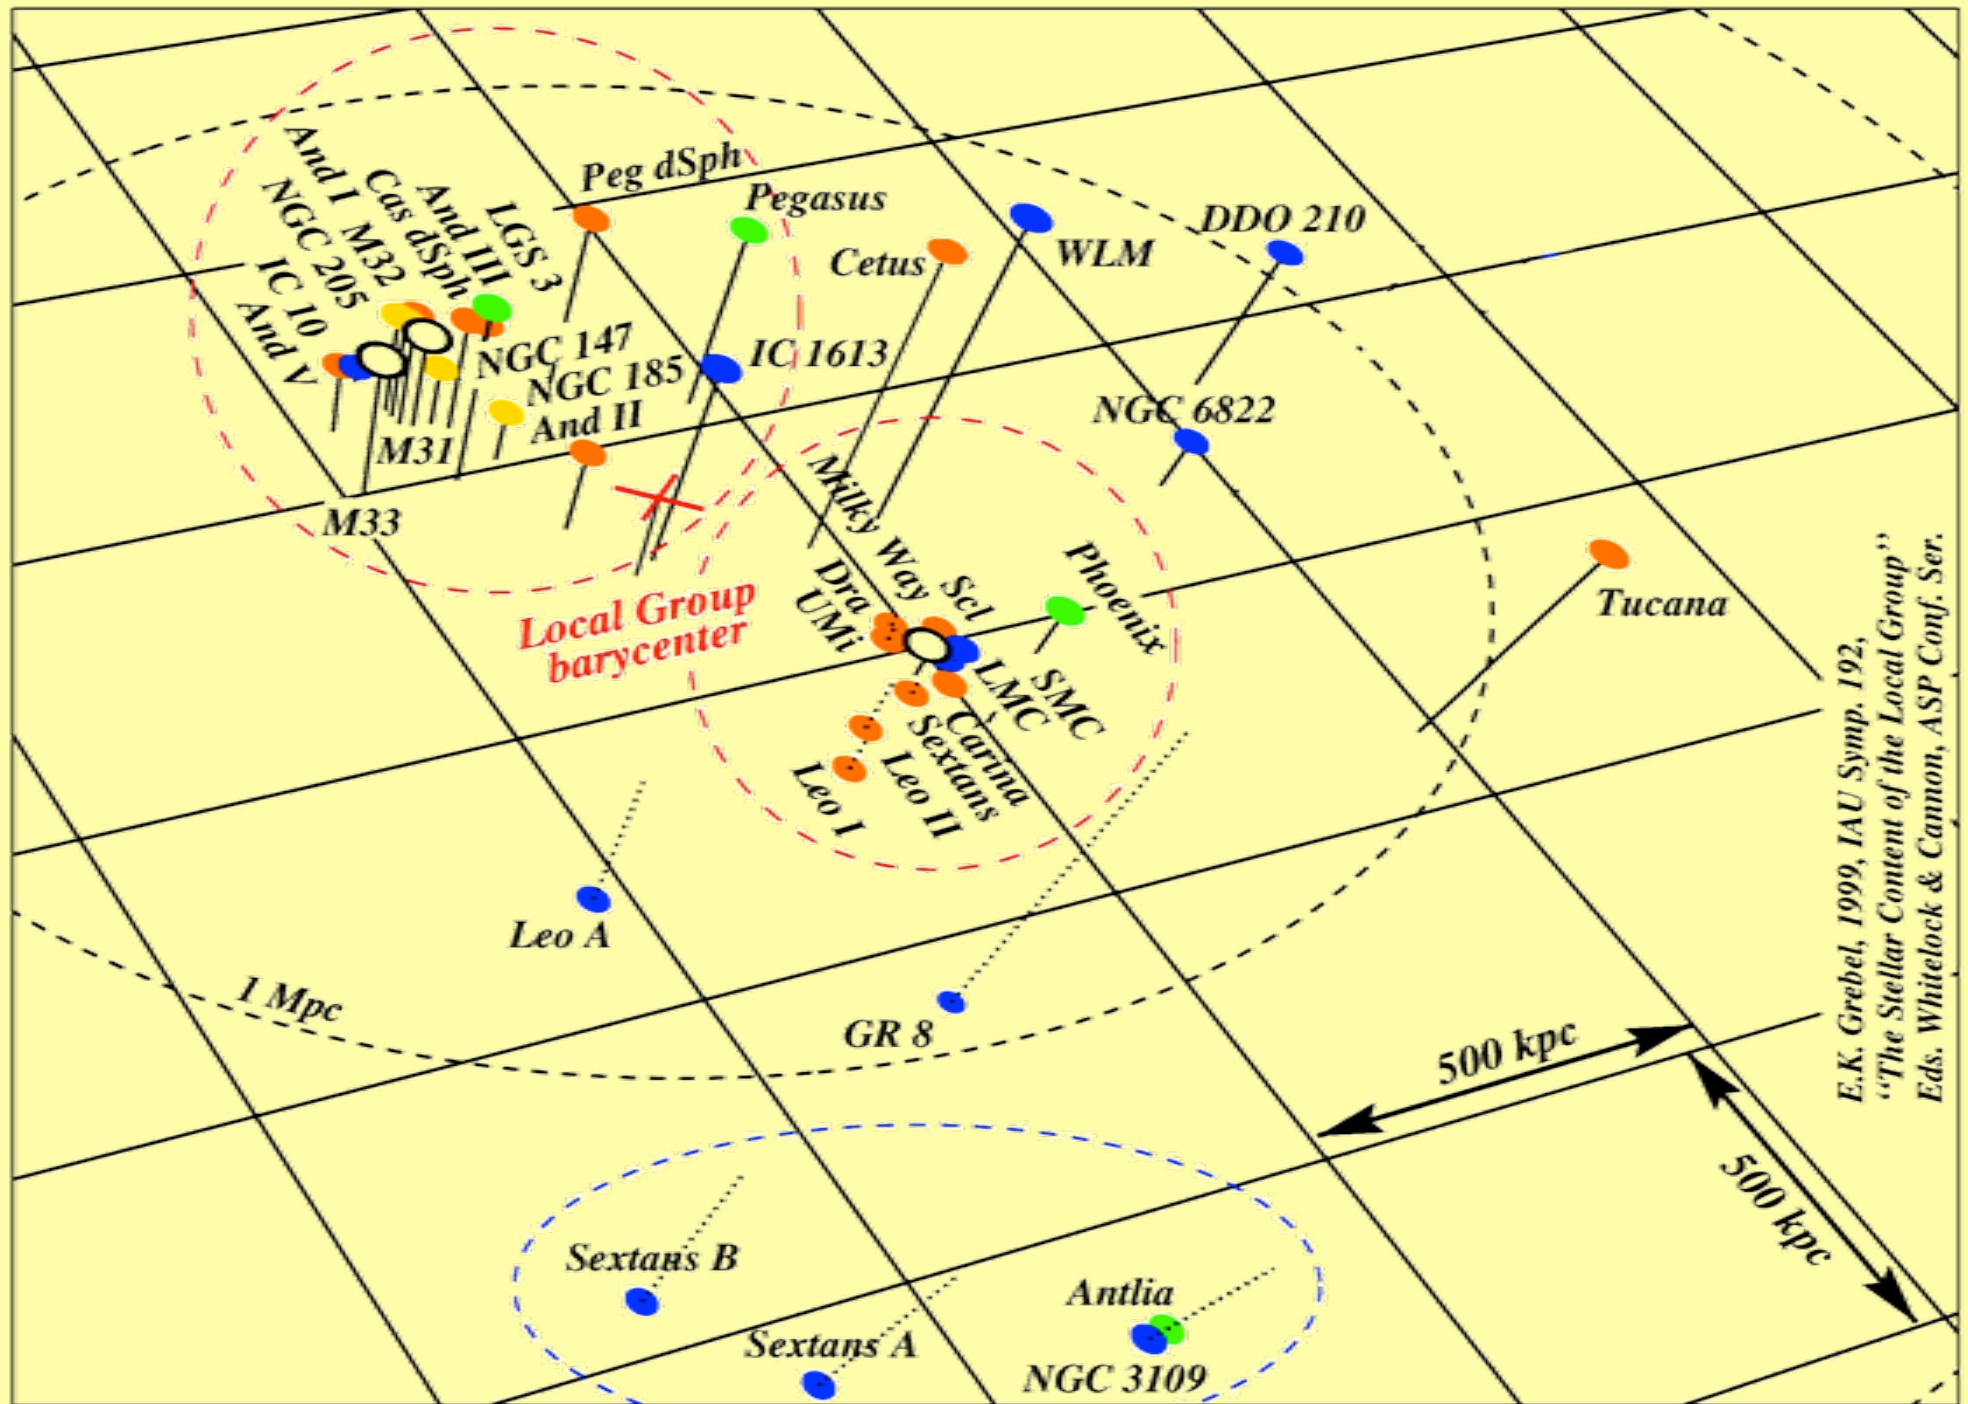 Peg dSph
Pegasus
Cetus
WLM
DDO 210
And I M32
Cas dSph
And III
LGS 3
NGC 205
IC 10
And V
NGC 147
NGC 185
And II
IC 1613
M31
M33
NGC 6822
Milky Way
Scl
Dra
UMi
Phoenix
Tucana
SMC
LMC
Carina
Sextans
Leo II
Leo I
Local Group
barycenter
Leo A
GR 8
1 Mpc
500 kpc
500 kpc
Sextans B
Sextans A
Antlia
NGC 3109
E.K. Grebel, 1999, IAU Symp. 192,
“The Stellar Content of the Local Group”
Eds. Whitelock & Cannon, ASP Conf. Ser.